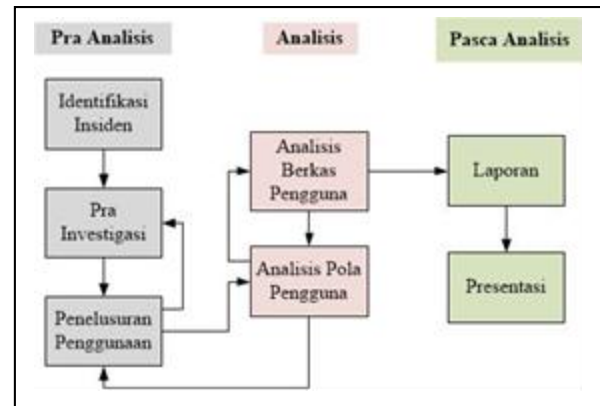 Pra Analisis
Identifikasi
Insiden
Pra
Investigasi
Penelusuran
Penggunaan
Analisis
Analisis
Berkas
Pengguna
Analisis Pola
Pengguna
Pasca Analisis
Laporan
Presentasi